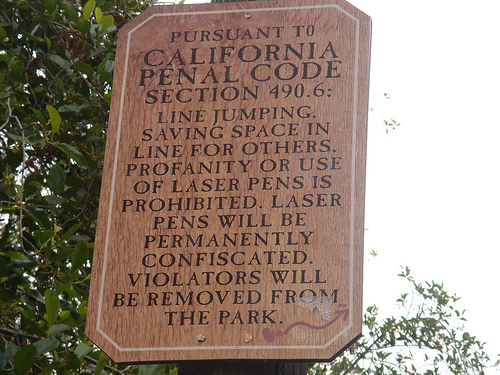 PURSUANT TO
CALIFORNIA
PENAL CODE
SECTION 490.6:
LINE JUMPING.
SAVING SPACE IN
LINE FOR OTHERS.
PROFANITY OR USE
OF LASER PENS IS
PROHIBITED. LASER
PENS WILL BE
PERMANENTLY
CONFISCATED.
VIOLATORS WILL
BE REMOVED FROM
THE PARK.